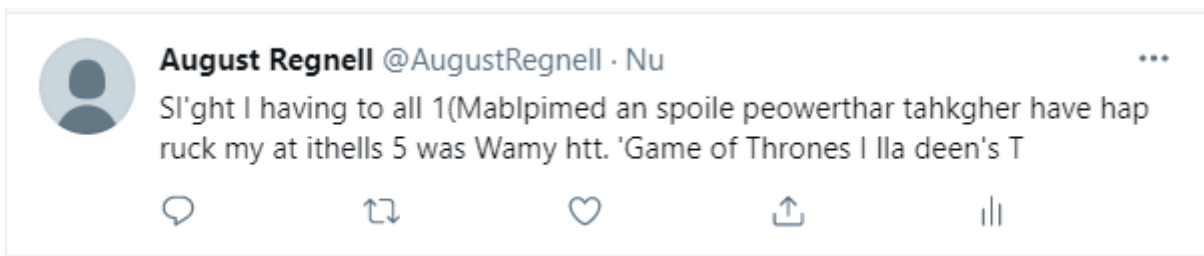 August Regnell @AugustRegnell · Nu
Sl'ght I having to all 1(Mablpimed an spoile peowerthar tahkgher have hap
ruck my at ithells 5 was Wamy htt. 'Game of Thrones I lla deen's T